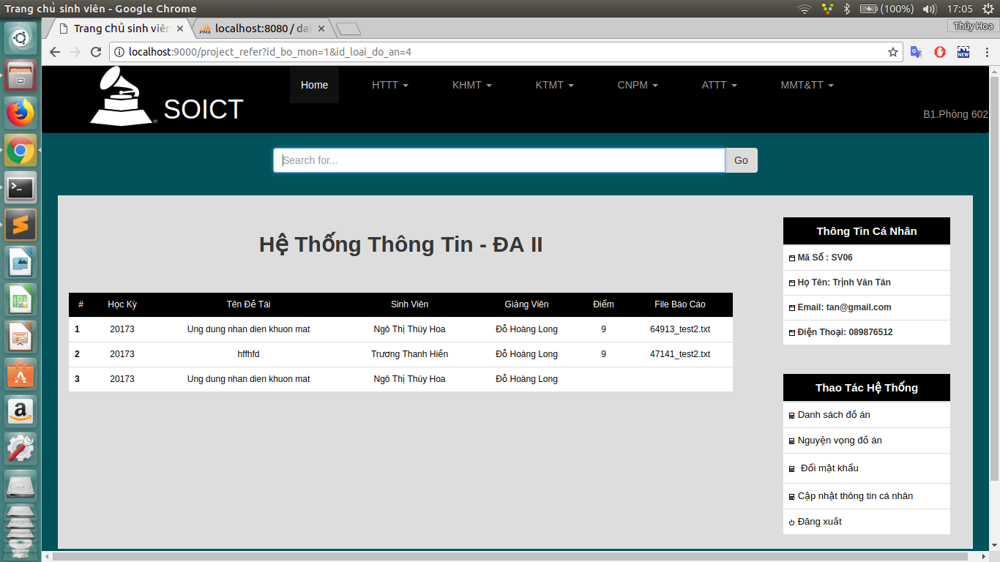 Trang chủ sinh viên - Google Chrome
(100%) 17:05
Trang chủ sinh viên
localhost:8080 / dat
Thúy Hoa
localhost:9000/project_refer?id_bo_mon=1&id_loai_do_an=4
NEW
SOICT
Home HTTT KHMT KTMT CNPM ATTT MMT&TT
B1.Phòng 602
Search for... Go
Hệ Thống Thông Tin - ĐA II
# Học Kỳ Tên Đề Tài Sinh Viên Giảng Viên Điểm File Báo Cáo
1 20173 Ung dung nhan dien khuon mat Ngô Thị Thúy Hoa Đỗ Hoàng Long 9 64913_test2.txt
2 20173 hffhfd Trương Thanh Hiền Đỗ Hoàng Long 9 47141_test2.txt
3 20173 Ung dung nhan dien khuon mat Ngô Thị Thúy Hoa Đỗ Hoàng Long
Thông Tin Cá Nhân
Mã Số : SV06
Họ Tên: Trịnh Văn Tân
Email: tan@gmail.com
Điện Thoại: 089876512
Thao Tác Hệ Thống
Danh sách đồ án
Nguyện vọng đồ án
Đổi mật khẩu
Cập nhật thông tin cá nhân
Đăng xuất